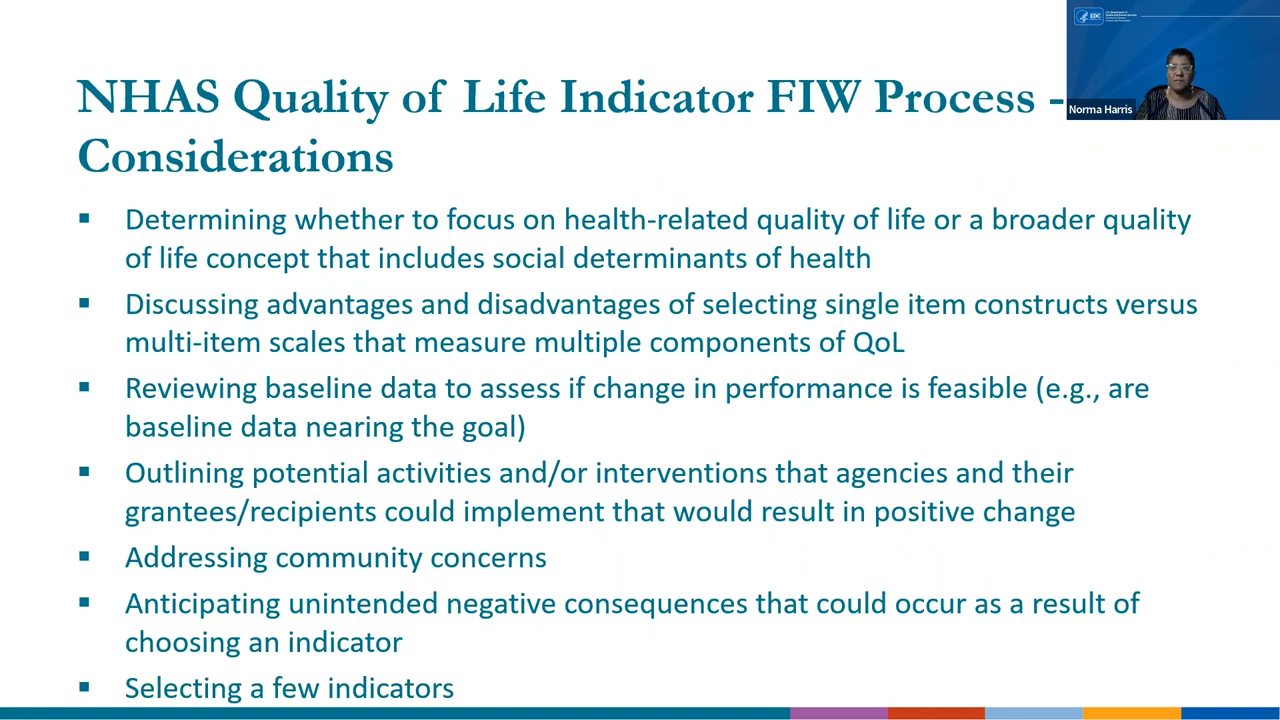 NHAS Quality of Life Indicator FIW Process -
Considerations
CDC
Norma Harris
▪ Determining whether to focus on health-related quality of life or a broader quality
of life concept that includes social determinants of health
▪ Discussing advantages and disadvantages of selecting single item constructs versus
multi-item scales that measure multiple components of QoL
▪ Reviewing baseline data to assess if change in performance is feasible (e.g., are
baseline data nearing the goal)
▪ Outlining potential activities and/or interventions that agencies and their
grantees/recipients could implement that would result in positive change
▪ Addressing community concerns
▪ Anticipating unintended negative consequences that could occur as a result of
choosing an indicator
▪ Selecting a few indicators